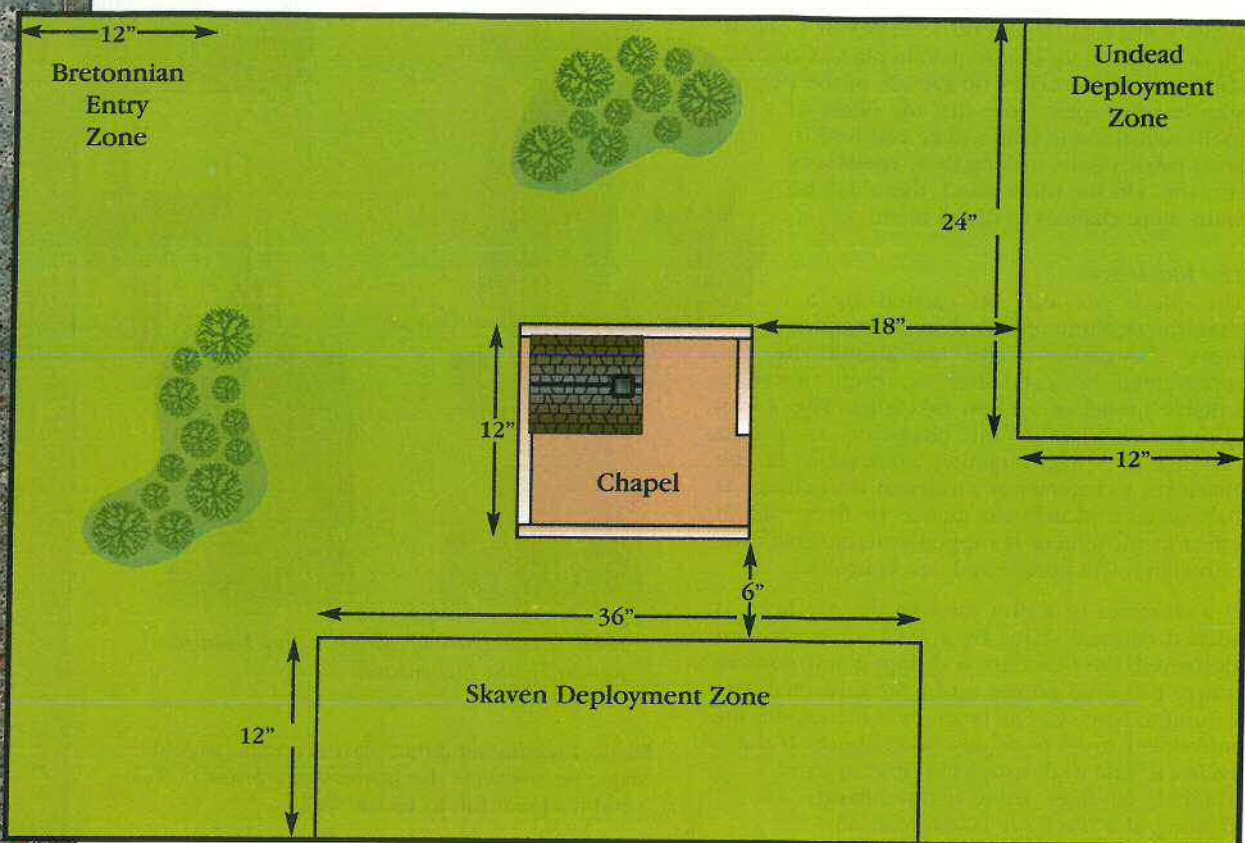 12”
Bretonnian
Entry
Zone
Undead
Deployment
Zone
24”
18”
12”
12”
Chapel
6”
36”
Skaven Deployment Zone
12”